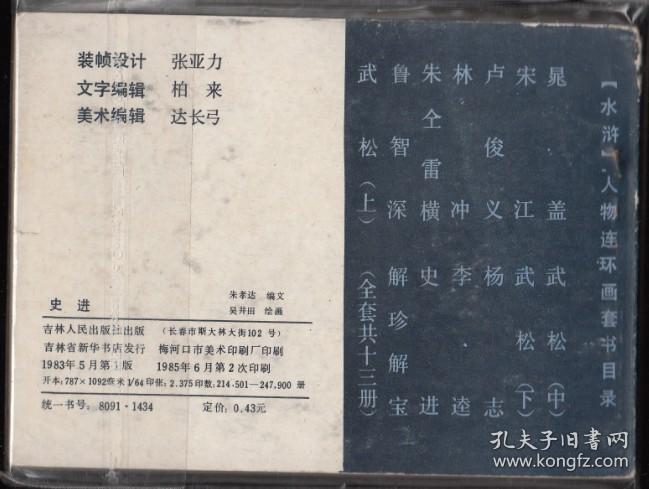 装帧设计 张亚力
文字编辑 柏 来
美术编辑 达长弓
史 进
朱孝达 编文
吴井田 绘画
吉林人民出版社出版 (长春市斯大林大街102号)
吉林省新华书店发行 梅河口市美术印刷厂印刷
1983年5月第1版 1985年6月第2次印刷
开本:787×1092毫米1/64印张:2.375印数:214.501—247,900 册
统一书号:8091·1434 定价:0.43元
【水浒】人物连环画套书目录
晁 盖 武 松(中)
宋 江 武 松(下)
卢俊义 杨 志
林 冲 李 逵
朱仝雷横 史 进
鲁智深 解珍解宝
武 松(上) (全套共十三册)
孔夫子旧书网
www.kongfz.com